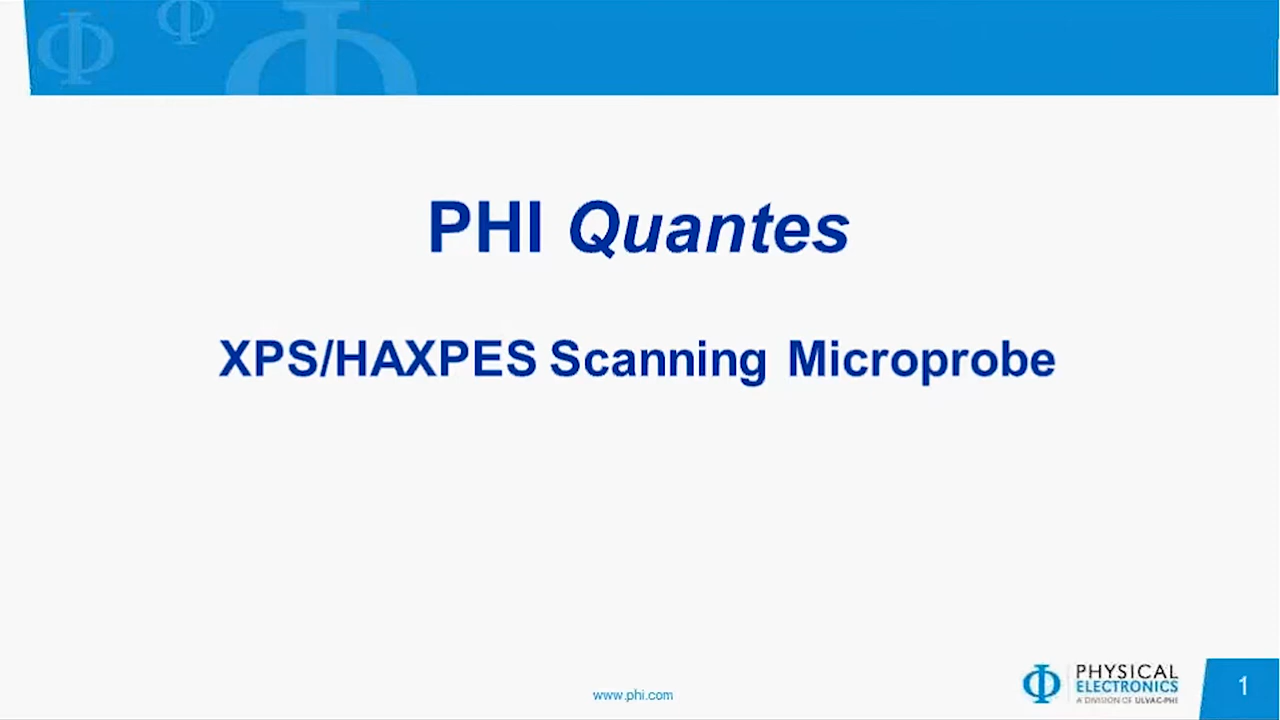 PHI Quantes
XPS/HAXPES Scanning Microprobe
www.phi.com
PHYSICAL
ELECTRONICS
A DIVISION OF ULVAC-PHI
1